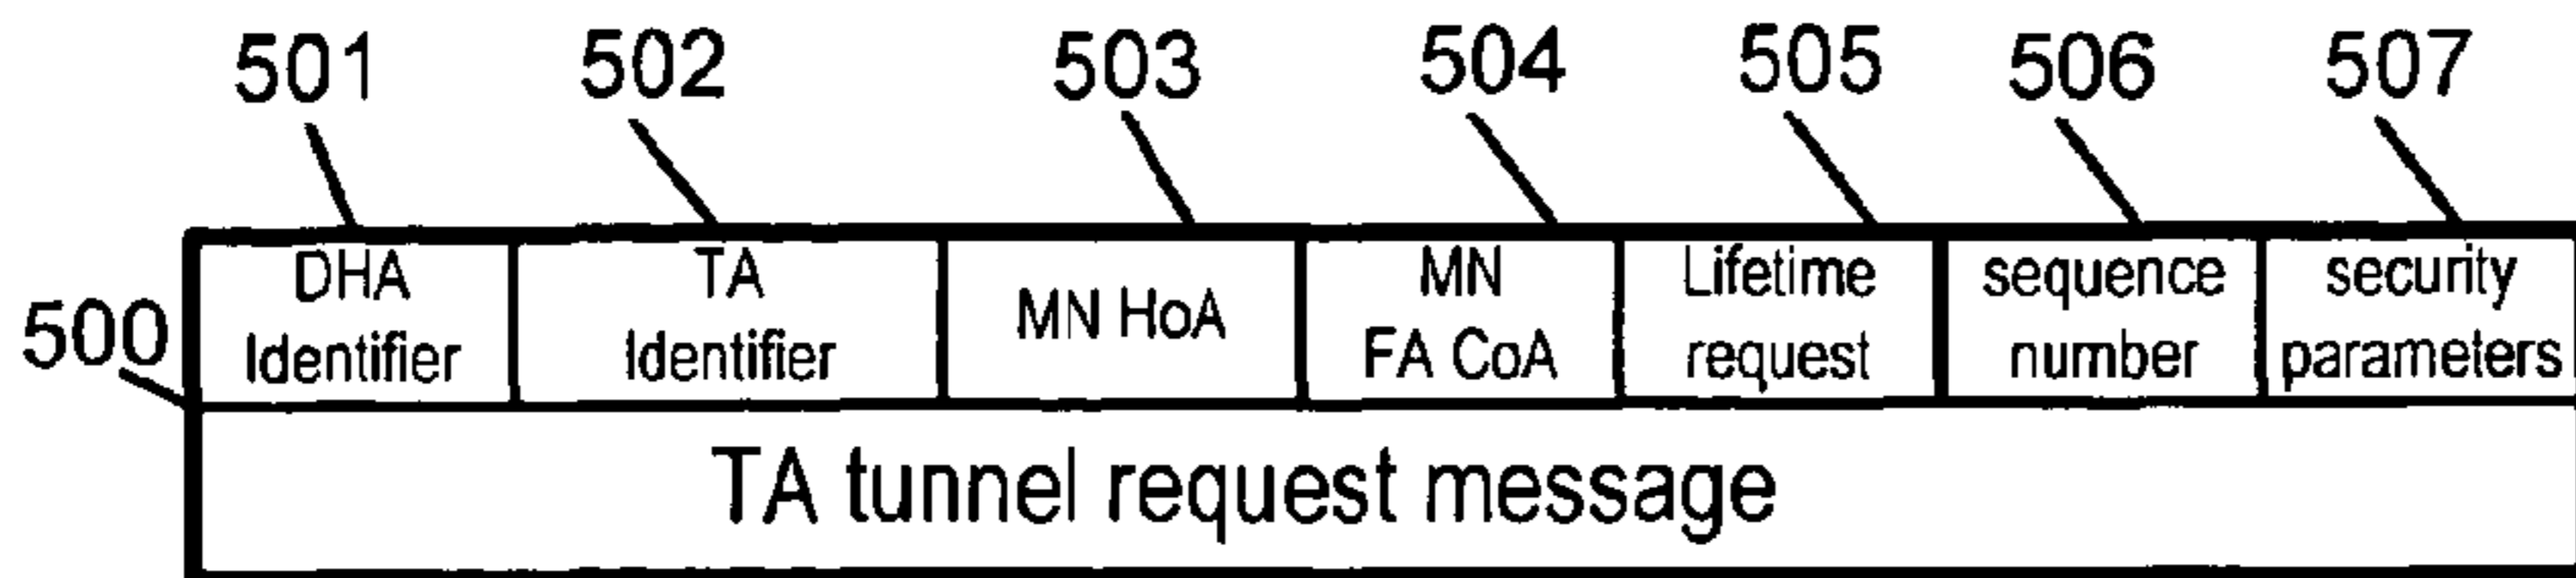 501 502 503 504 505 506 507
DHA TA MN HoA MN Lifetime sequence security
Identifier Identifier FA CoA request number parameters
500
TA tunnel request message